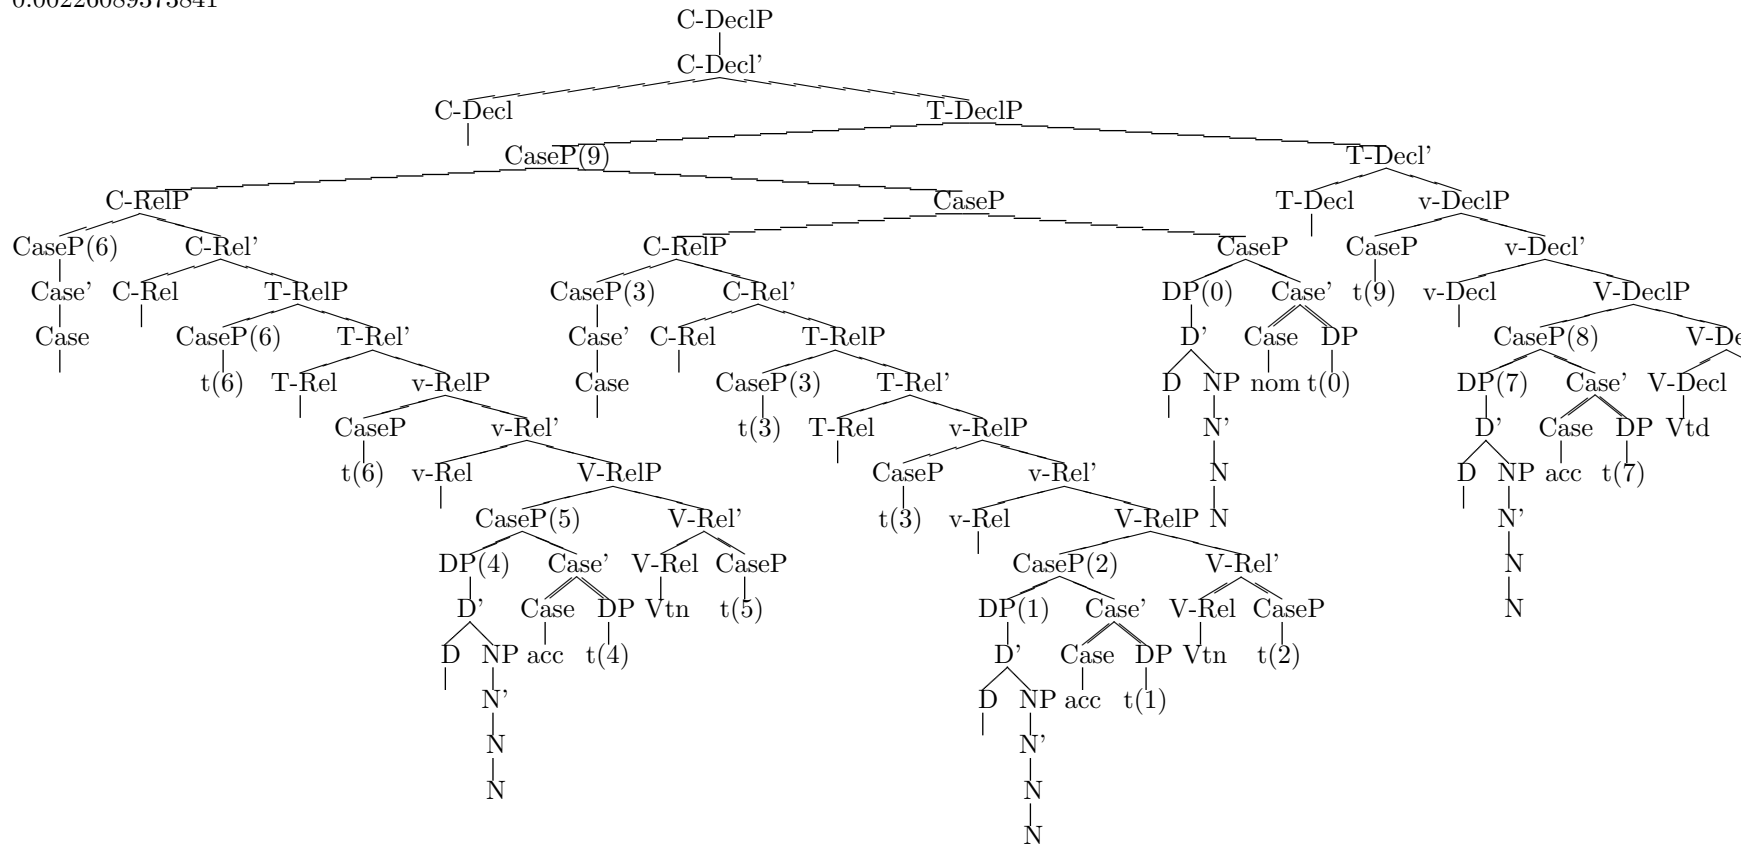 0.00226089373841
C-DeclP
C-Decl'
C-Decl T-DeclP
CaseP(9) T-Decl'
C-RelP CaseP T-Decl v-DeclP
CaseP(6) C-Rel' C-RelP CaseP CaseP v-Decl'
Case' C-Rel T-RelP CaseP(3) C-Rel' DP(0) Case' t(9) v-Decl V-DeclP
Case CaseP(6) T-Rel' Case' C-Rel T-RelP D' Case DP CaseP(8)
t(6) T-Rel v-RelP Case CaseP(3) T-Rel' D NP nom t(0) DP(7) Case' V-Decl
CaseP v-Rel' t(3) T-Rel v-RelP N' D' Case DP Vtd
t(6) v-Rel V-RelP CaseP v-Rel' N D NP acc t(7)
CaseP(5) V-Rel' t(3) v-Rel V-RelP N N'
DP(4) Case' V-Rel CaseP CaseP(2) V-Rel' N
D' Case DP Vtn t(5) DP(1) Case' V-Rel CaseP N
D NP acc t(4) D' Case DP Vtn t(2)
N' D NP acc t(1)
N N'
N N
N